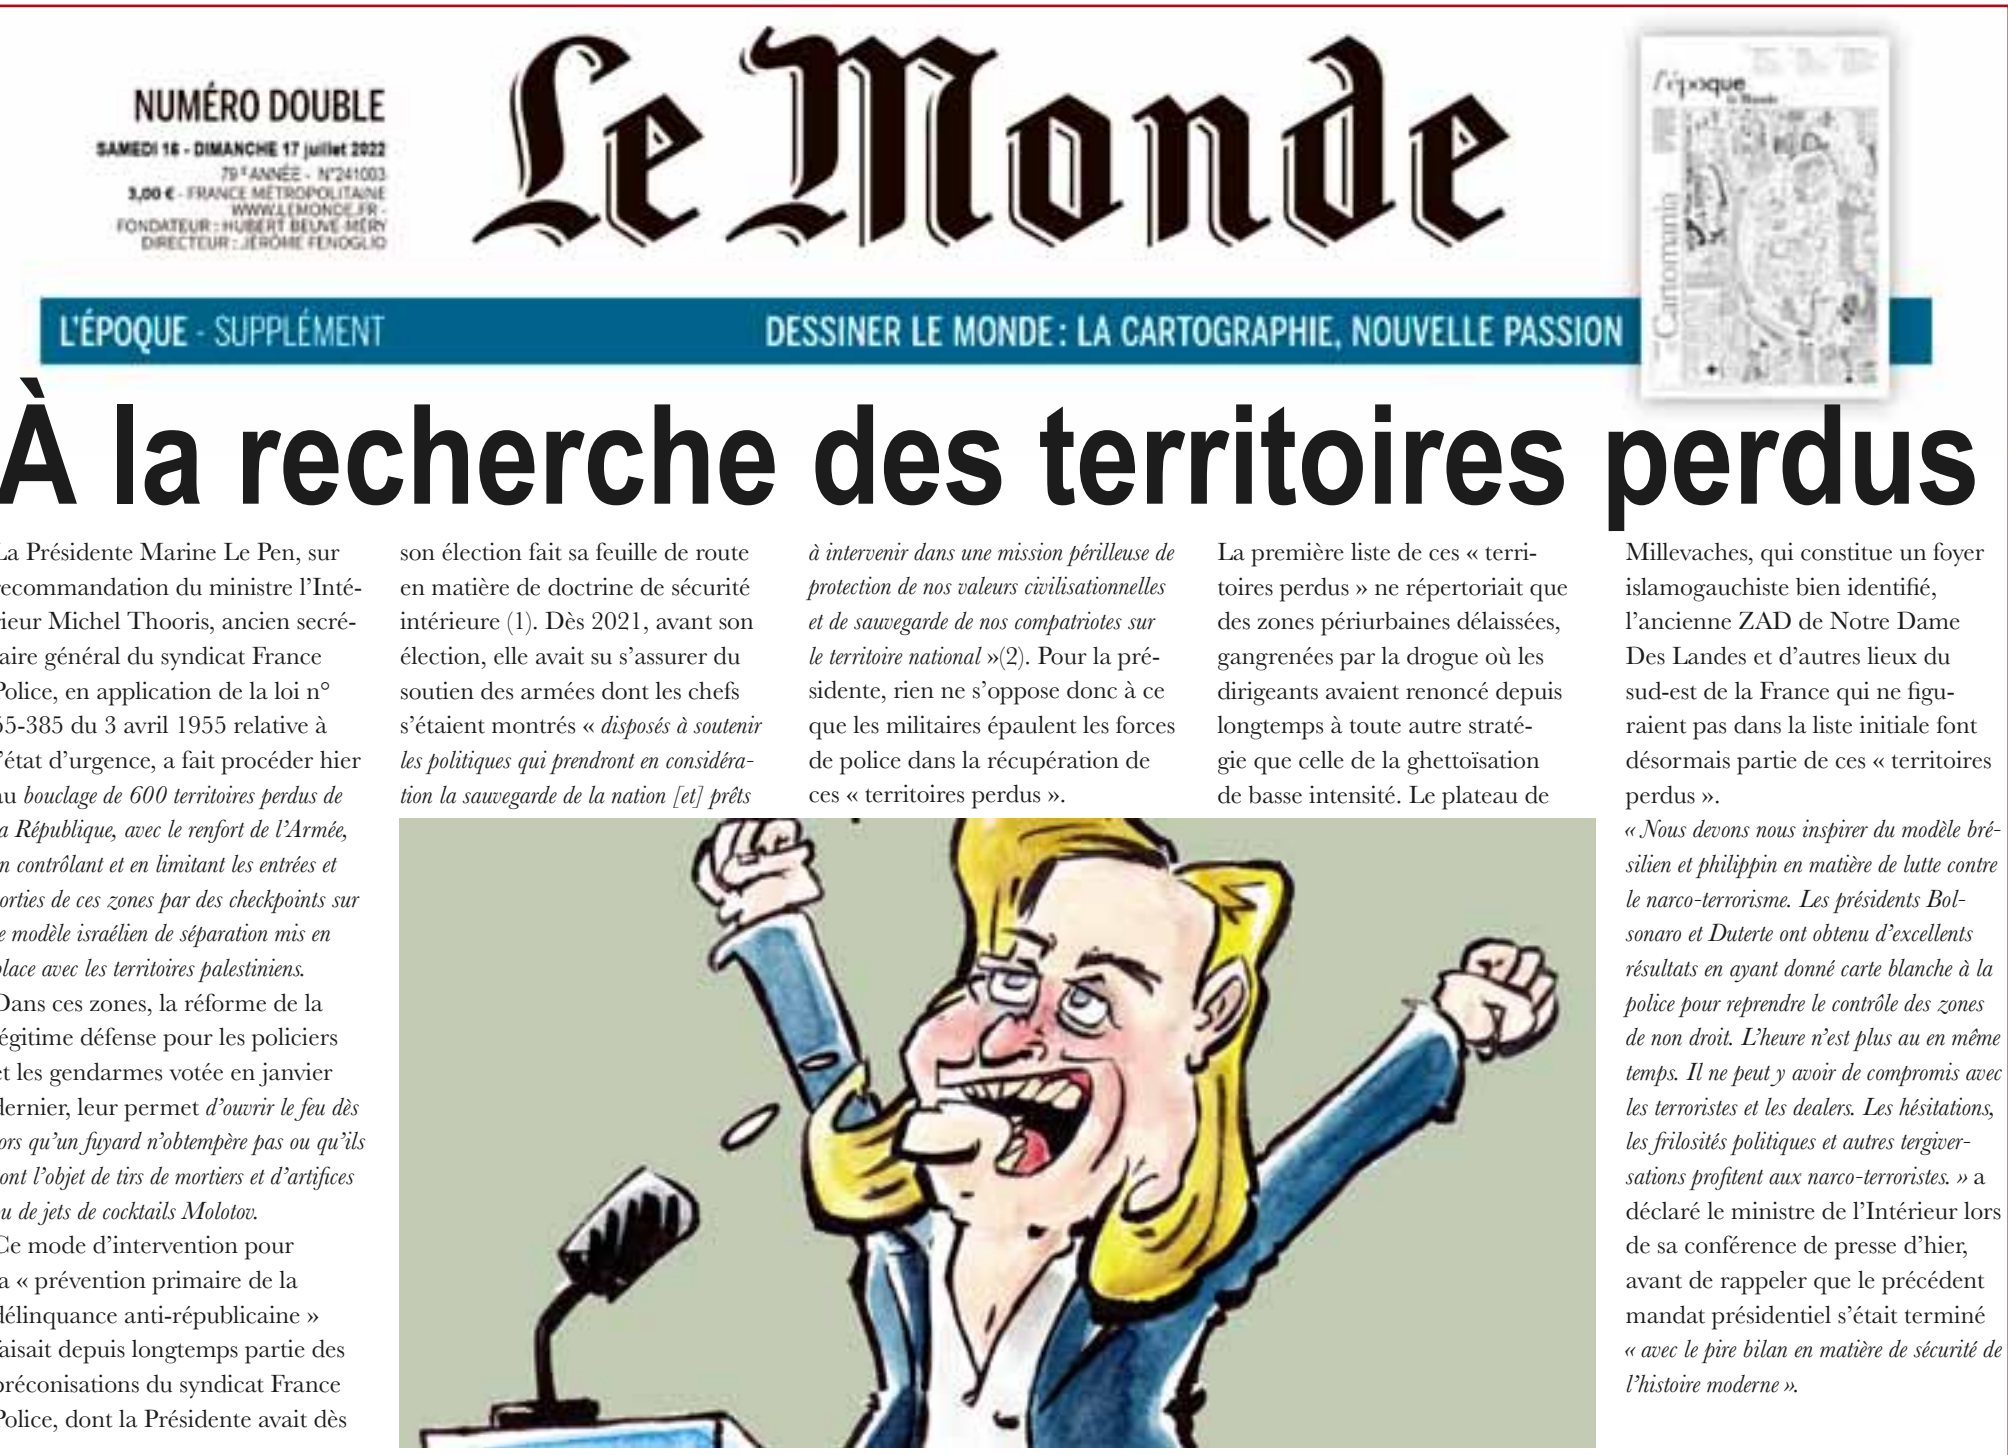 NUMÉRO DOUBLE
SAMEDI 16 - DIMANCHE 17 juillet 2022
79E ANNÉE - N°241003
3,00 € - FRANCE MÉTROPOLITAINE
WWW.LEMONDE.FR -
FONDATEUR : HUBERT BEUVE-MÉRY
DIRECTEUR : JÉRÔME FENOGLIO
Le Monde
l'époque
Le Monde
Cartomania
L'ÉPOQUE - SUPPLÉMENT
DESSINER LE MONDE : LA CARTOGRAPHIE, NOUVELLE PASSION
À la recherche des territoires perdus
La Présidente Marine Le Pen, sur
recommandation du ministre l'Inté-
rieur Michel Thooris, ancien secré-
taire général du syndicat France
Police, en application de la loi n°
55-385 du 3 avril 1955 relative à
l'état d'urgence, a fait procéder hier
au bouclage de 600 territoires perdus de
la République, avec le renfort de l'Armée,
en contrôlant et en limitant les entrées et
sorties de ces zones par des checkpoints sur
le modèle israélien de séparation mis en
place avec les territoires palestiniens.
Dans ces zones, la réforme de la
légitime défense pour les policiers
et les gendarmes votée en janvier
dernier, leur permet d'ouvrir le feu dès
lors qu'un fuyard n'obtempère pas ou qu'ils
sont l'objet de tirs de mortiers et d'artifices
ou de jets de cocktails Molotov.
Ce mode d'intervention pour
la « prévention primaire de la
délinquance anti-républicaine »
faisait depuis longtemps partie des
préconisations du syndicat France
Police, dont la Présidente avait dès
son élection fait sa feuille de route
en matière de doctrine de sécurité
intérieure (1). Dès 2021, avant son
élection, elle avait su s'assurer du
soutien des armées dont les chefs
s'étaient montrés « disposés à soutenir
les politiques qui prendront en considéra-
tion la sauvegarde de la nation [et] prêts
à intervenir dans une mission périlleuse de
protection de nos valeurs civilisationnelles
et de sauvegarde de nos compatriotes sur
le territoire national »(2). Pour la pré-
sidente, rien ne s'oppose donc à ce
que les militaires épaulent les forces
de police dans la récupération de
ces « territoires perdus ».
La première liste de ces « terri-
toires perdus » ne répertoriait que
des zones périurbaines délaissées,
gangrenées par la drogue où les
dirigeants avaient renoncé depuis
longtemps à toute autre straté-
gie que celle de la ghettoïsation
de basse intensité. Le plateau de
Millevaches, qui constitue un foyer
islamogauchiste bien identifié,
l'ancienne ZAD de Notre Dame
Des Landes et d'autres lieux du
sud-est de la France qui ne figu-
raient pas dans la liste initiale font
désormais partie de ces « territoires
perdus ».
« Nous devons nous inspirer du modèle bré-
silien et philippin en matière de lutte contre
le narco-terrorisme. Les présidents Bol-
sonaro et Duterte ont obtenu d'excellents
résultats en ayant donné carte blanche à la
police pour reprendre le contrôle des zones
de non droit. L'heure n'est plus au en même
temps. Il ne peut y avoir de compromis avec
les terroristes et les dealers. Les hésitations,
les frilosités politiques et autres tergiver-
sations profitent aux narco-terroristes. » a
déclaré le ministre de l'Intérieur lors
de sa conférence de presse d'hier,
avant de rappeler que le précédent
mandat présidentiel s'était terminé
« avec le pire bilan en matière de sécurité de
l'histoire moderne ».